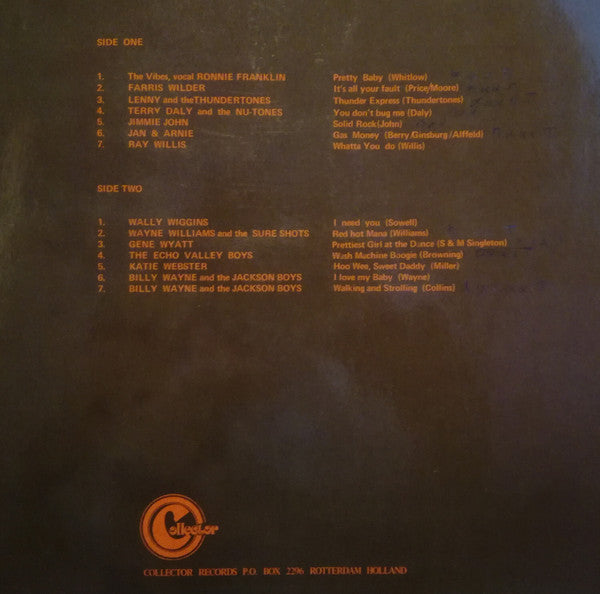 SIDE ONE
1. The Vibes, vocal RONNIE FRANKLIN Pretty Baby (Whitlow)
2. FARRIS WILDER It's all your fault (Price/Moore)
3. LENNY and theTHUNDERTONES Thunder Express (Thundertones)
4. TERRY DALY and the NU-TONES You don't bug me (Daly)
5. JIMMIE JOHN Solid Rock(John)
6. JAN & ARNIE Gas Money (Berry/Ginsburg/Alffeld)
7. RAY WILLIS Whatta You do (Willis)
SIDE TWO
1. WALLY WIGGINS I need you (Sowell)
2. WAYNE WILLIAMS and the SURE SHOTS Red hot Mana (Williams)
3. GENE WYATT Prettiest Girl at the Dance (S & M Singleton)
4. THE ECHO VALLEY BOYS Wash Machine Boogie (Browning)
5. KATIE WEBSTER Hoo Wee, Sweet Daddy (Miller)
6. BILLY WAYNE and the JACKSON BOYS I love my Baby (Wayne)
7. BILLY WAYNE and the JACKSON BOYS Walking and Strolling (Collins)
Collector
COLLECTOR RECORDS P.O. BOX 2296 ROTTERDAM HOLLAND